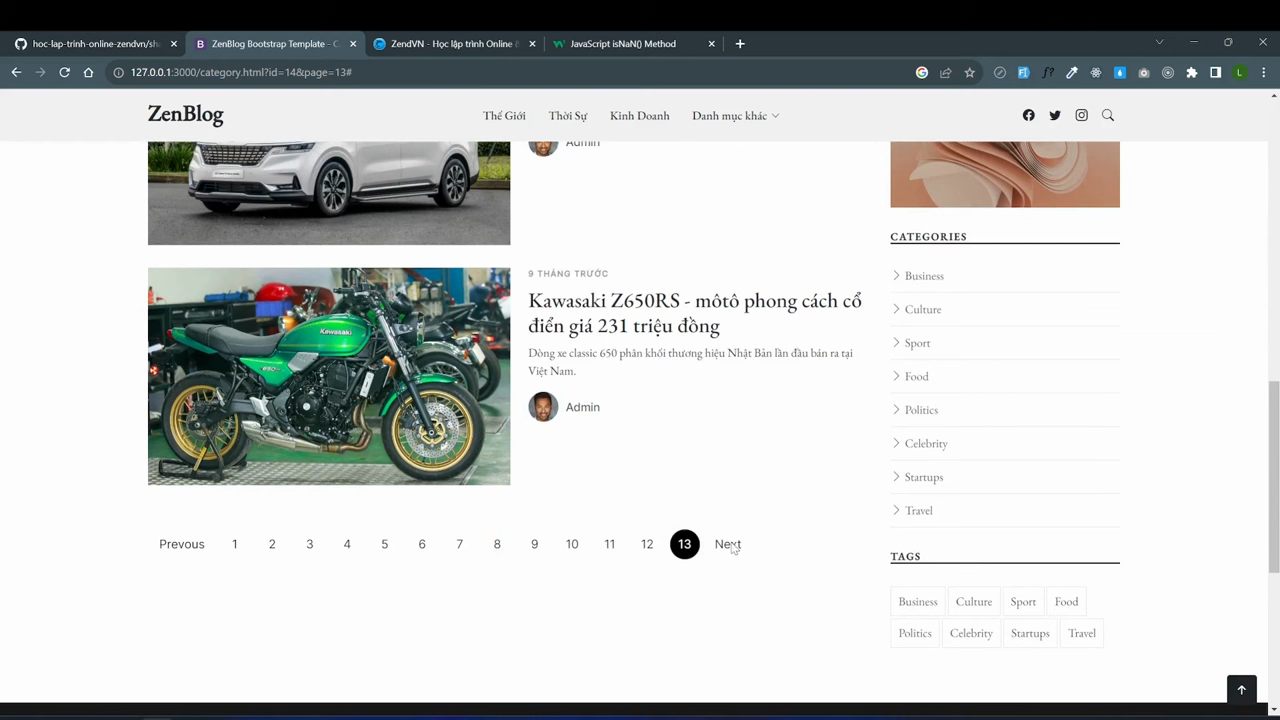 hoc-lap-trinh-online-zendvn/sh
ZenBlog Bootstrap Template - C
ZendVN - Học lập trình Online
JavaScript isNaN() Method
127.0.0.1:3000/category.html?id=14&page=13#
ZenBlog
Thế Giới
Thời Sự
Kinh Doanh
Danh mục khác
Admin
9 THÁNG TRƯỚC
Kawasaki Z650RS - môtô phong cách cổ
điển giá 231 triệu đồng
Dòng xe classic 650 phân khối thương hiệu Nhật Bản lần đầu bán ra tại
Việt Nam.
Admin
Kawasaki
Prevous 1 2 3 4 5 6 7 8 9 10 11 12 13 Next
CATEGORIES
Business
Culture
Sport
Food
Politics
Celebrity
Startups
Travel
TAGS
Business Culture Sport Food
Politics Celebrity Startups Travel